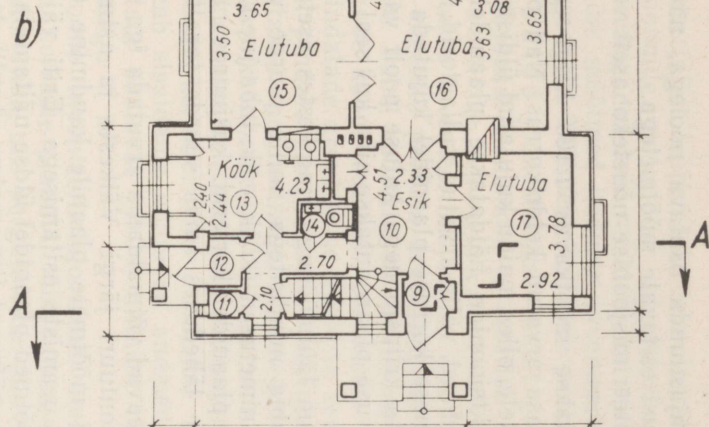 b)
3.65
3.08
3.50
Elutuba
15
Elutuba
16
3.63
3.65
Köök
13
2.40
2.44
4.23
14
4.51
2.33
Esik
10
Elutuba
17
3.78
2.92
12
2.70
11
2.10
9
A
A